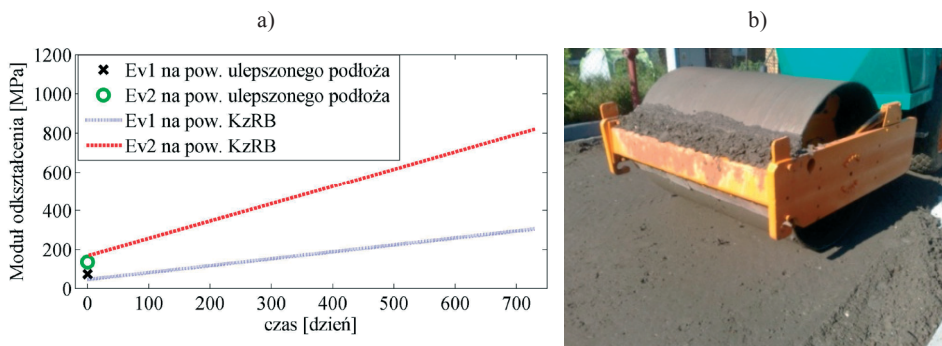 a)
b)
Moduł odkształcenia [MPa]
1200
1000
800
600
400
200
0
Ev1 na pow. ulepszonego podłoża
Ev2 na pow. ulepszonego podłoża
Ev1 na pow. KzRB
Ev2 na pow. KzRB
0 100 200 300 400 500 600 700
czas [dzień]